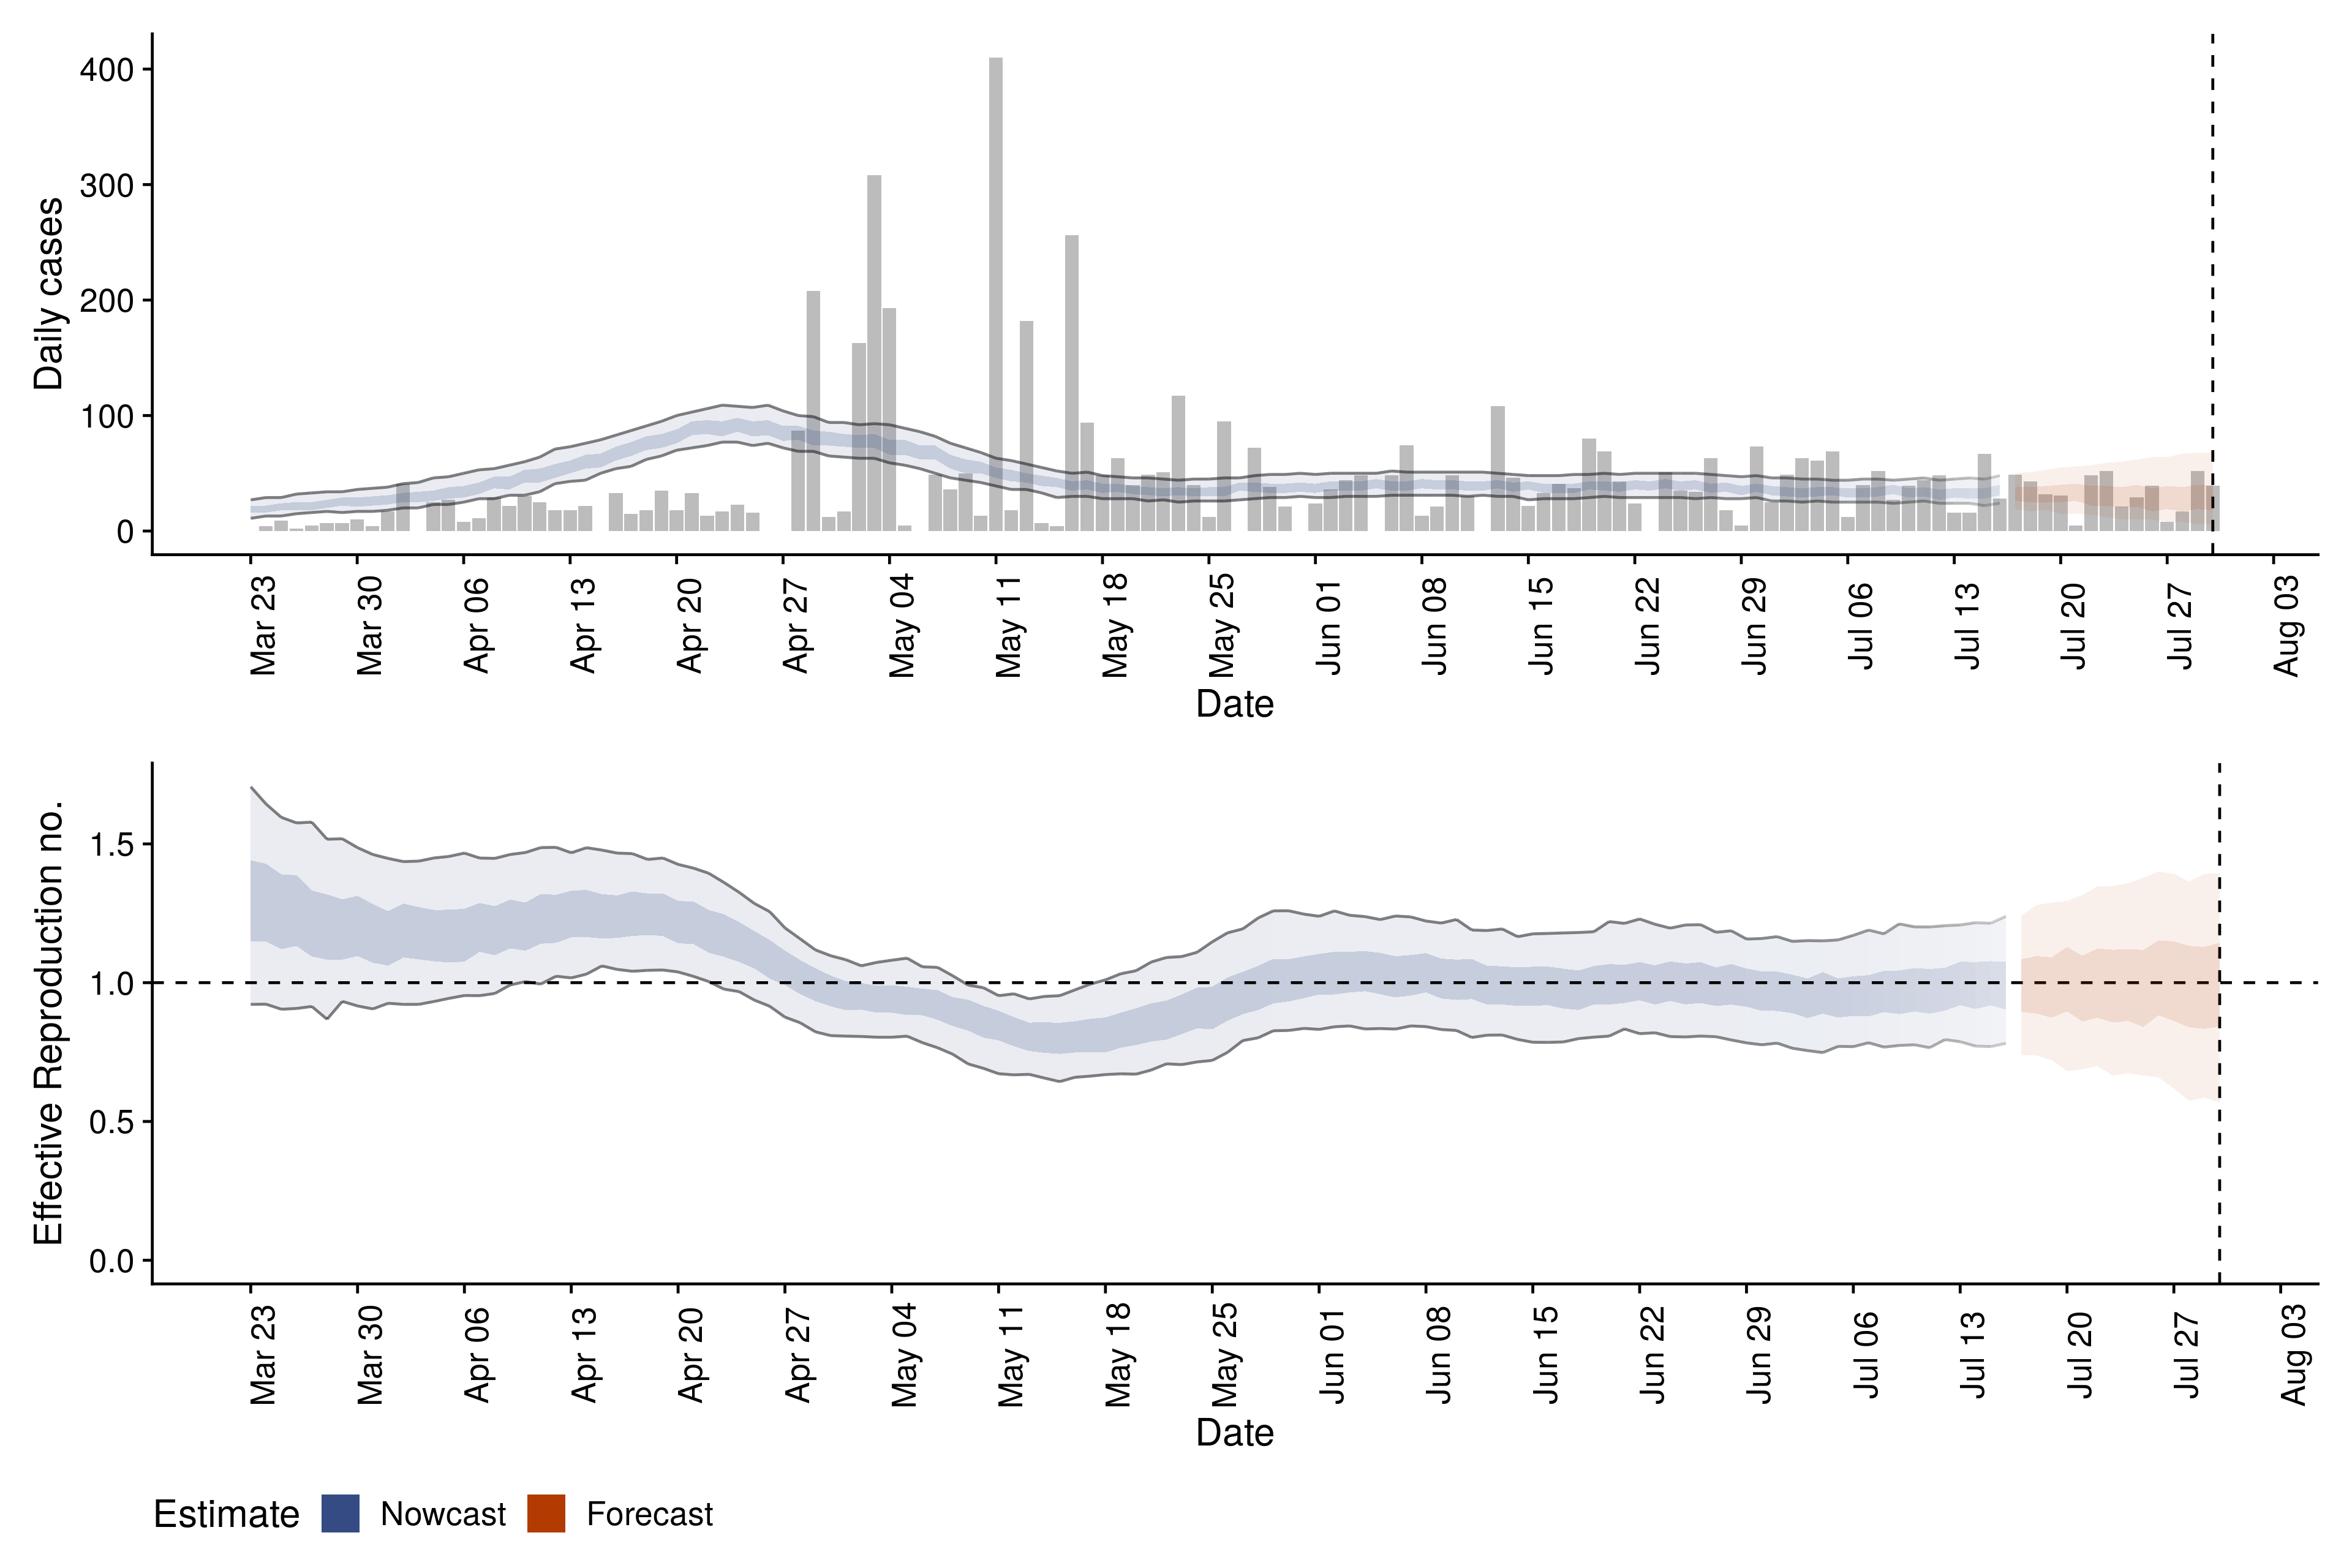 Daily cases
400
300
200
100
0
Mar 23
Mar 30
Apr 06
Apr 13
Apr 20
Apr 27
May 04
May 11
May 18
May 25
Jun 01
Jun 08
Jun 15
Jun 22
Jun 29
Jul 06
Jul 13
Jul 20
Jul 27
Aug 03
Date
Effective Reproduction no.
1.5
1.0
0.5
0.0
Mar 23
Mar 30
Apr 06
Apr 13
Apr 20
Apr 27
May 04
May 11
May 18
May 25
Jun 01
Jun 08
Jun 15
Jun 22
Jun 29
Jul 06
Jul 13
Jul 20
Jul 27
Aug 03
Date
Estimate Nowcast Forecast